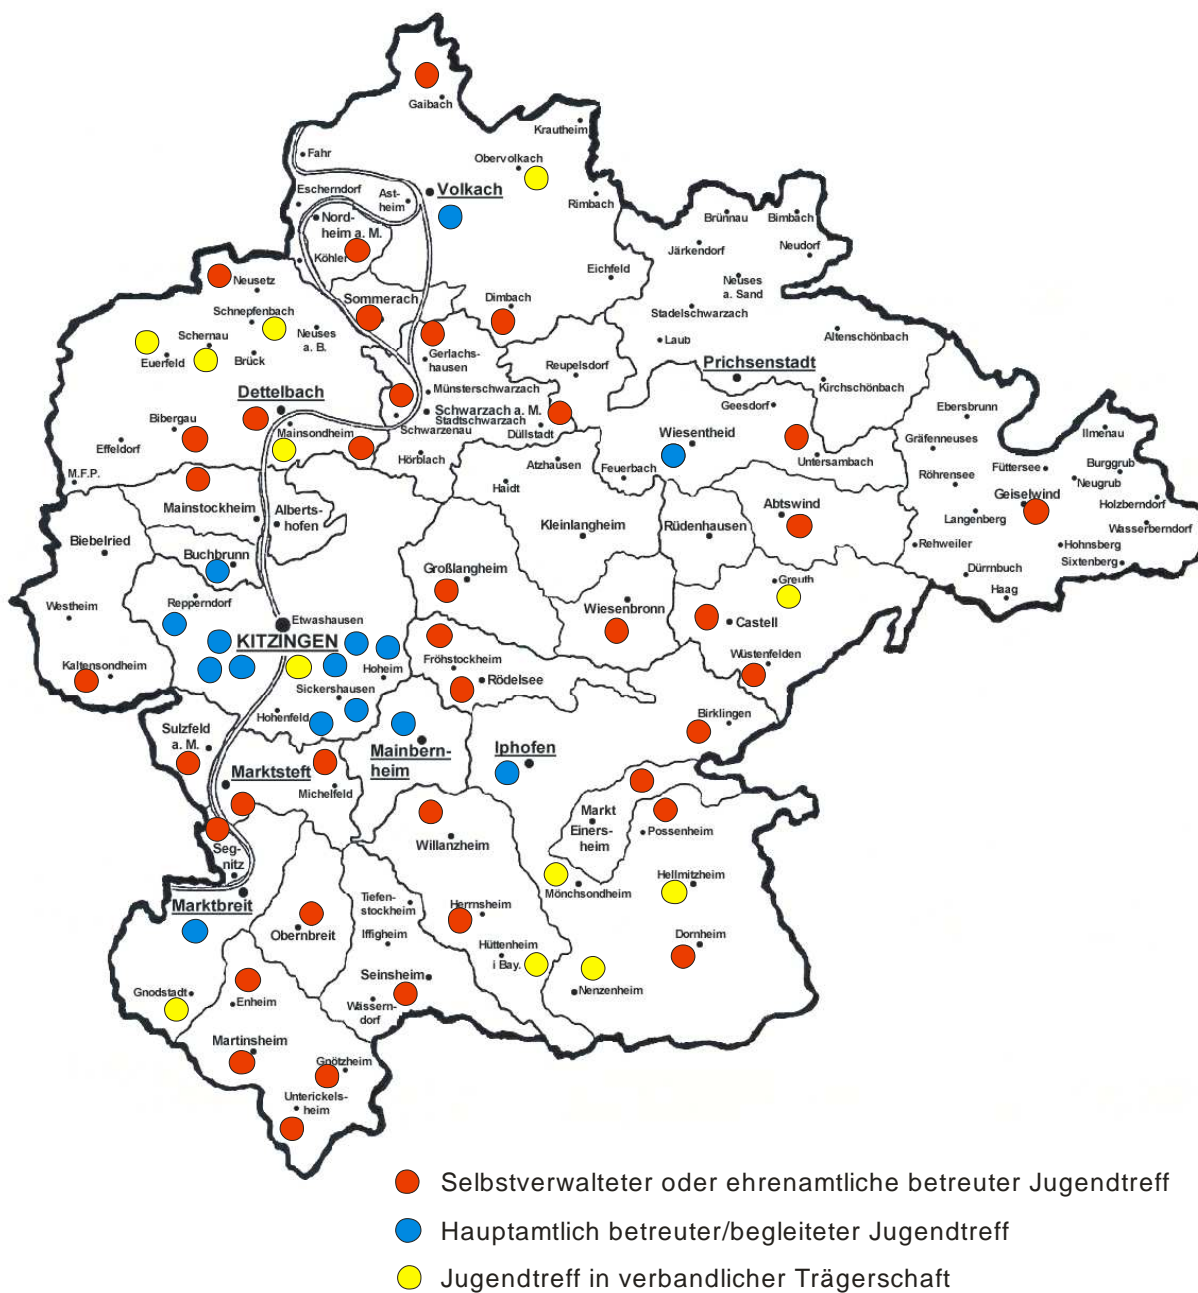 Gaibach
Krautheim
Fahr
Obervolkach
Escherndorf
Ast-
heim
Volkach
Rimbach
Nord-
heim a. M.
Brünnau
Bimbach
Köhler
Järkendorf
Neudorf
Neusetz
Eichfeld
Neuses
a. Sand
Schnepfenbach
Sommerach
Dimbach
Stadelschwarzach
Schernau
Neuses
a. B.
Altenschönbach
Euerfeld
Brück
Gerlachs-
hausen
Laub
Reupelsdorf
Prichsenstadt
Dettelbach
Münsterschwarzach
Kirchschönbach
Bibergau
Mainsondheim
Schwarzach a. M.
Stadtschwarzach
Geesdorf
Ebersbrunn
Effeldorf
Schwarzenau
Düllstadt
Wiesentheid
Gräfenneuses
Ilmenau
M.F.P.
Hörblach
Atzhausen
Feuerbach
Untersambach
Röhrensee
Füttersee
Burggrub
Haidt
Neugrub
Mainstockheim
Alberts-
hofen
Kleinlangheim
Rüdenhausen
Abtswind
Geiselwind
Holzberndorf
Langenberg
Wasserberndorf
Biebelried
Buchbrunn
Rehweiler
Hohnsberg
Großlangheim
Sixtenberg
Repperndorf
Greuth
Dürrnbuch
Westheim
Wiesenbronn
Haag
Etwashausen
KITZINGEN
Castell
Kaltensondheim
Fröhstockheim
Wüstenfelden
Hoheim
Rödelsee
Sickershausen
Hohenfeld
Birklingen
Sulzfeld
a. M.
Mainbern-
heim
Iphofen
Marktsteft
Michelfeld
Markt
Einers-
heim
Possenheim
Willanzheim
Seg-
nitz
Mönchsondheim
Hellmitzheim
Marktbreit
Tiefen-
stockheim
Herrnsheim
Obernbreit
Iffigheim
Hüttenheim
i Bay.
Dornheim
Seinsheim
Gnodstadt
Enheim
Wässern-
dorf
Nenzenheim
Martinsheim
Gnötzheim
Unterickels-
heim
Selbstverwalteter oder ehrenamtliche betreuter Jugendtreff
Hauptamtlich betreuter/begleiteter Jugendtreff
Jugendtreff in verbandlicher Trägerschaft